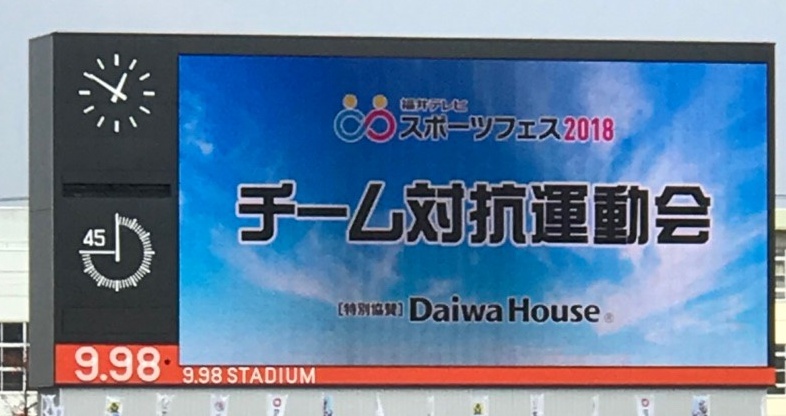 福井テレビ
スポーツフェス2018
チーム対抗運動会
[特別協賛] Daiwa House®
45
9.98
9.98 STADIUM